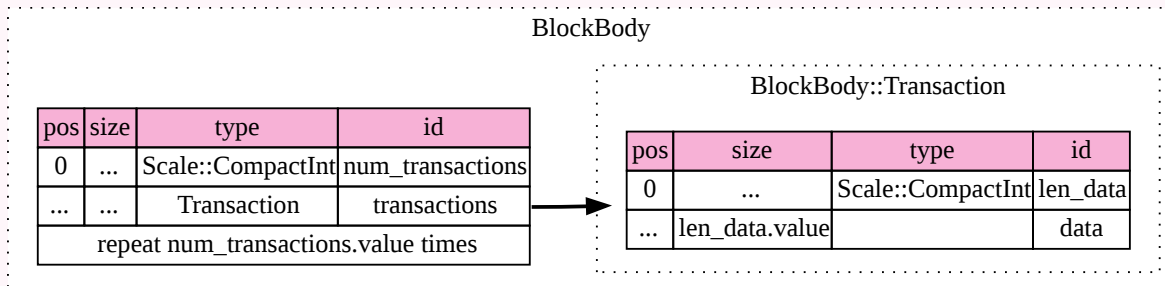 BlockBody
pos size type id
0 ... Scale::CompactInt num_transactions
... ... Transaction transactions
repeat num_transactions.value times
BlockBody::Transaction
pos size type id
0 ... Scale::CompactInt len_data
... len_data.value data